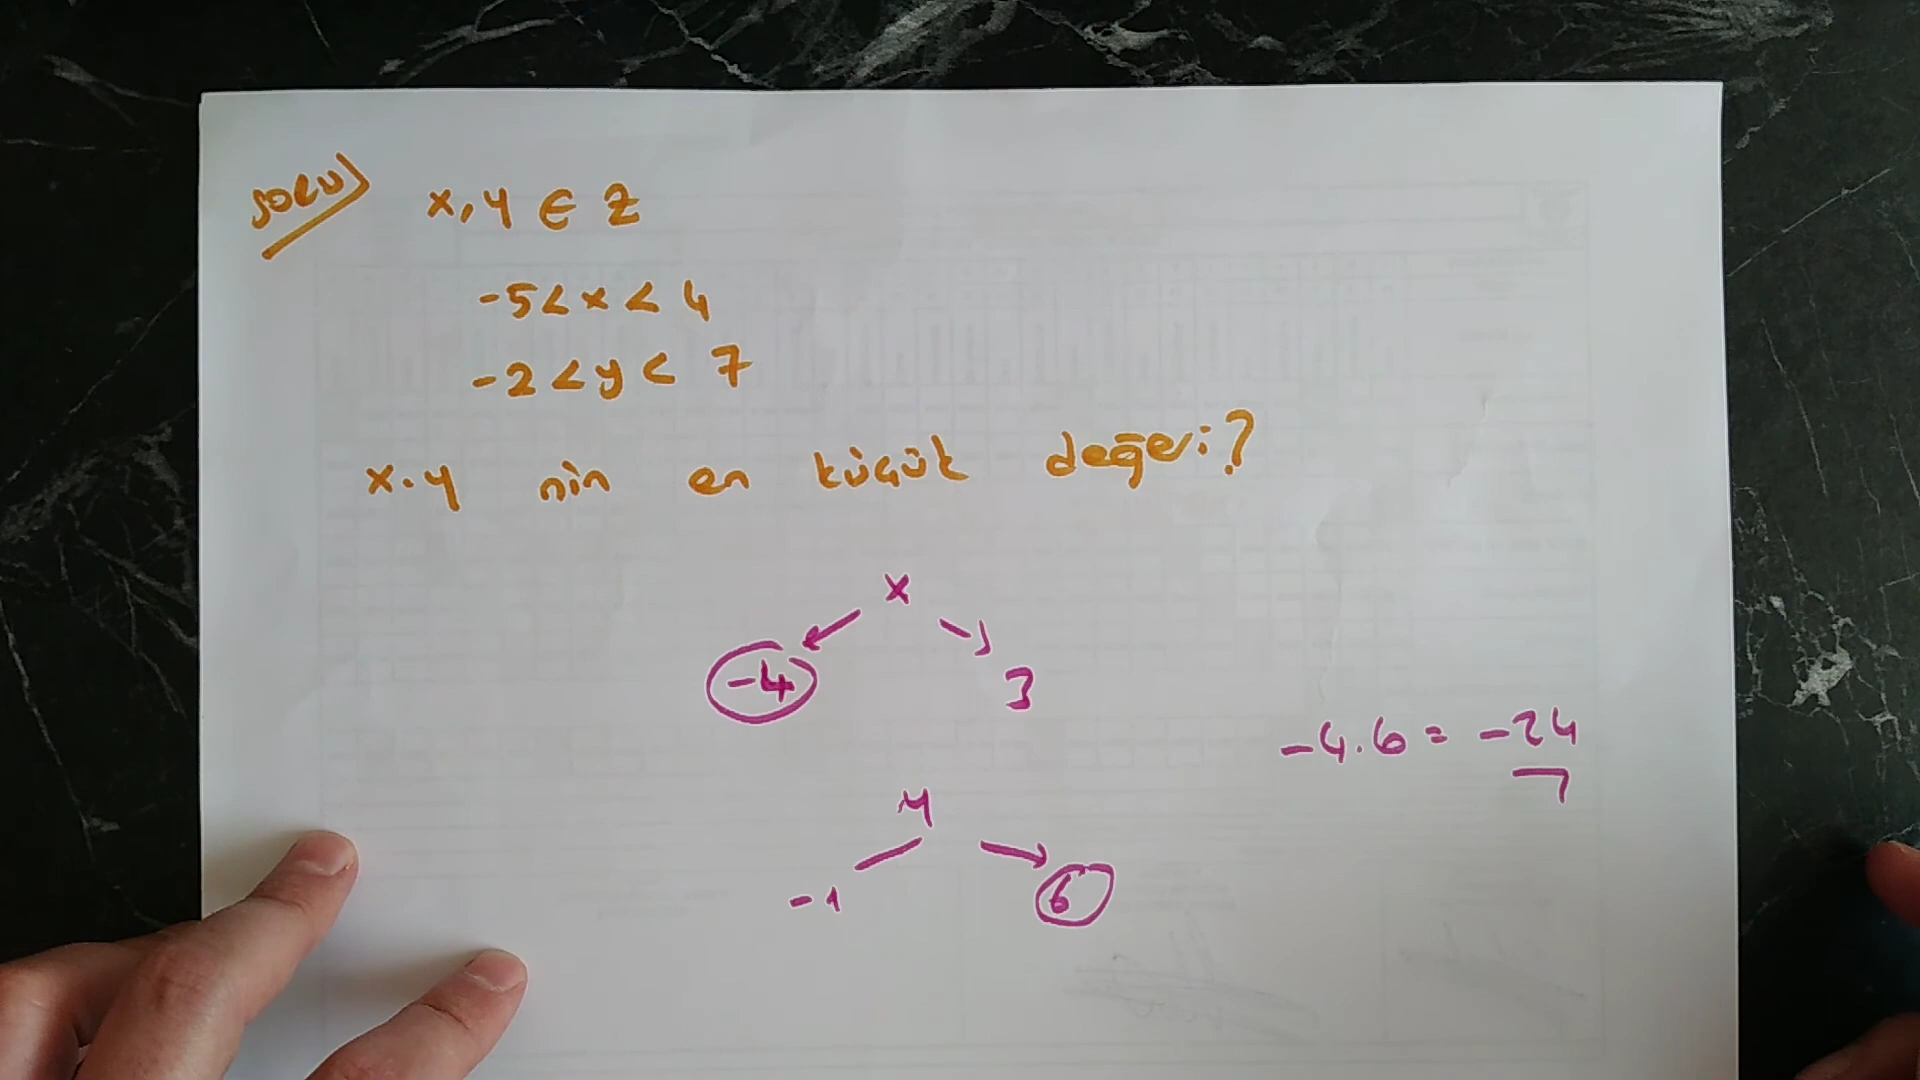 SORU
x, y ∈ Z
-5 < x < 4
-2 < y < 7
x.y nin en küçük değeri?
x
-4 3
-4.6 = -24
y
-1 6